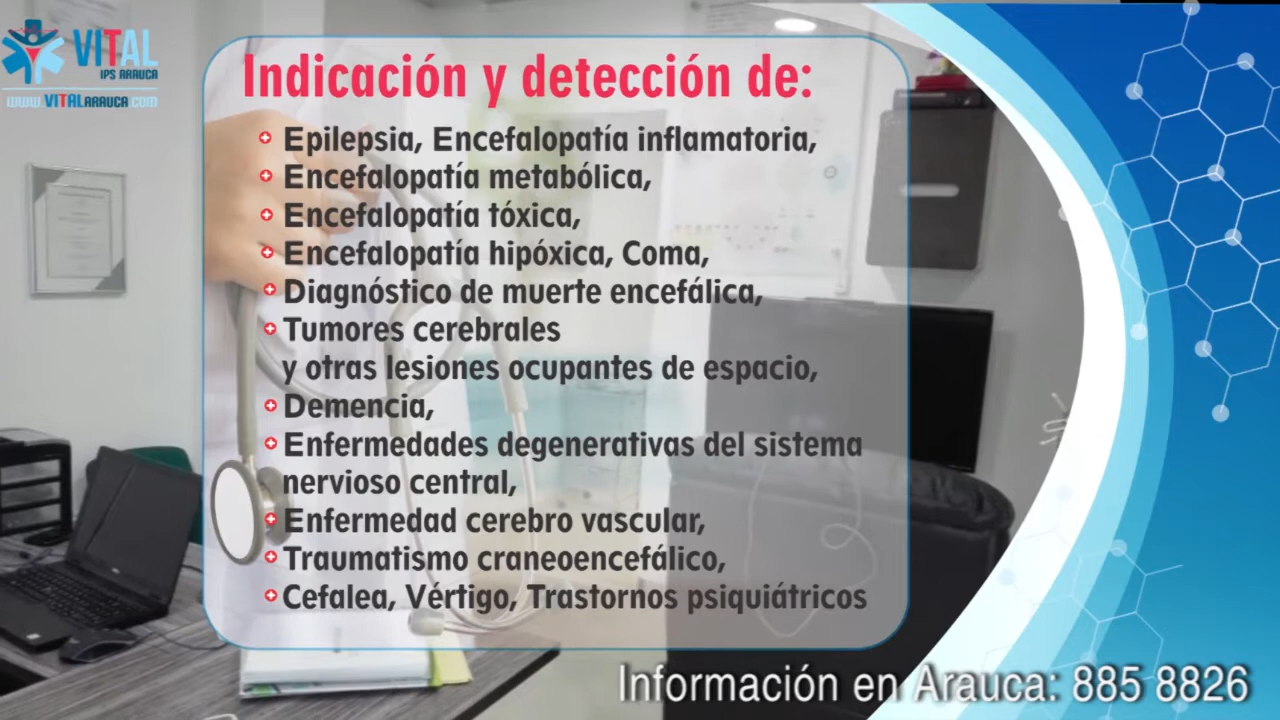 VITAL
IPS ARAUCA
www.VITALARAUCA.COM
Indicación y detección de:
Epilepsia, Encefalopatía inflamatoria,
Encefalopatía metabólica,
Encefalopatía tóxica,
Encefalopatía hipóxica, Coma,
Diagnóstico de muerte encefálica,
Tumores cerebrales
y otras lesiones ocupantes de espacio,
Demencia,
Enfermedades degenerativas del sistema
nervioso central,
Enfermedad cerebro vascular,
Traumatismo craneoencefálico,
Cefalea, Vértigo, Trastornos psiquiátricos
Información en Arauca: 885 8826